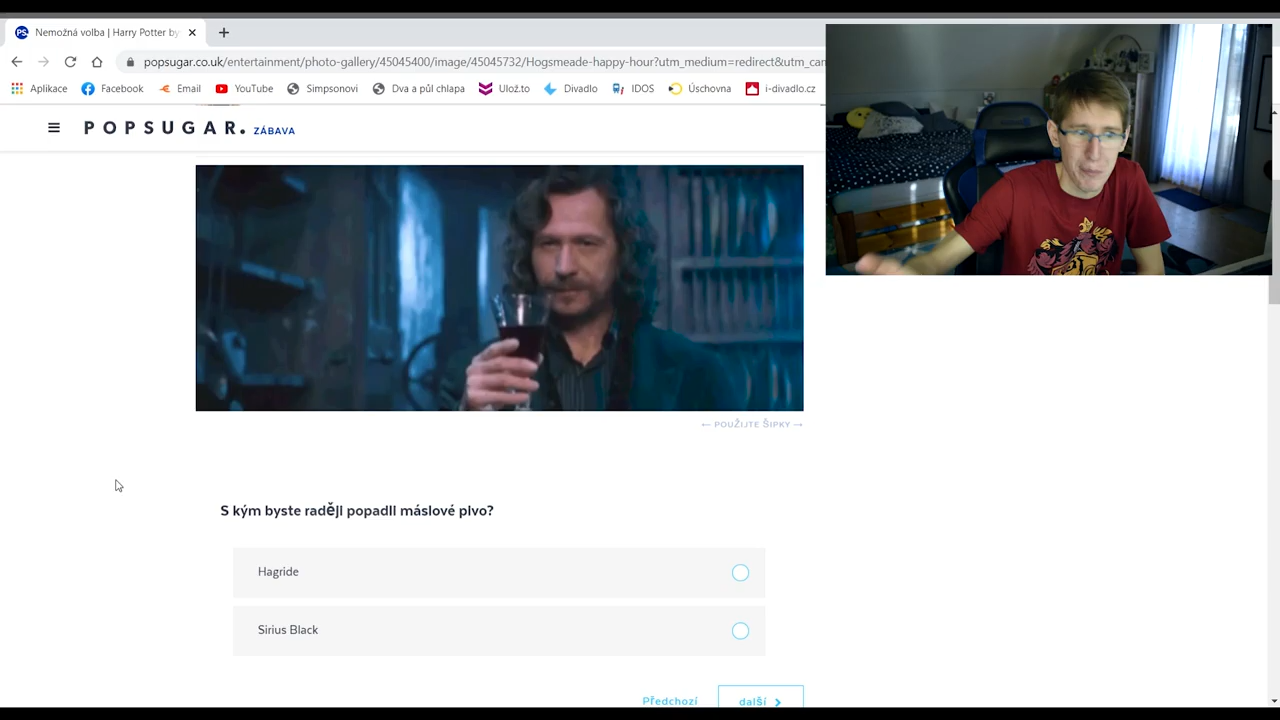 Nemožná volba | Harry Potter by
popsugar.co.uk/entertainment/photo-gallery/45045400/image/45045732/Hogsmeade-happy-hour?utm_medium=redirect&utm_cam
Aplikace Facebook Email YouTube Simpsonovi Dva a půl chlapa Ulož.to Divadlo IDOS Úschovna i-divadlo.cz
POPSUGAR. ZÁBAVA
← POUŽIJTE ŠIPKY →
S kým byste raději popadli máslové pivo?
Hagride
Sirius Black
Předchozí další